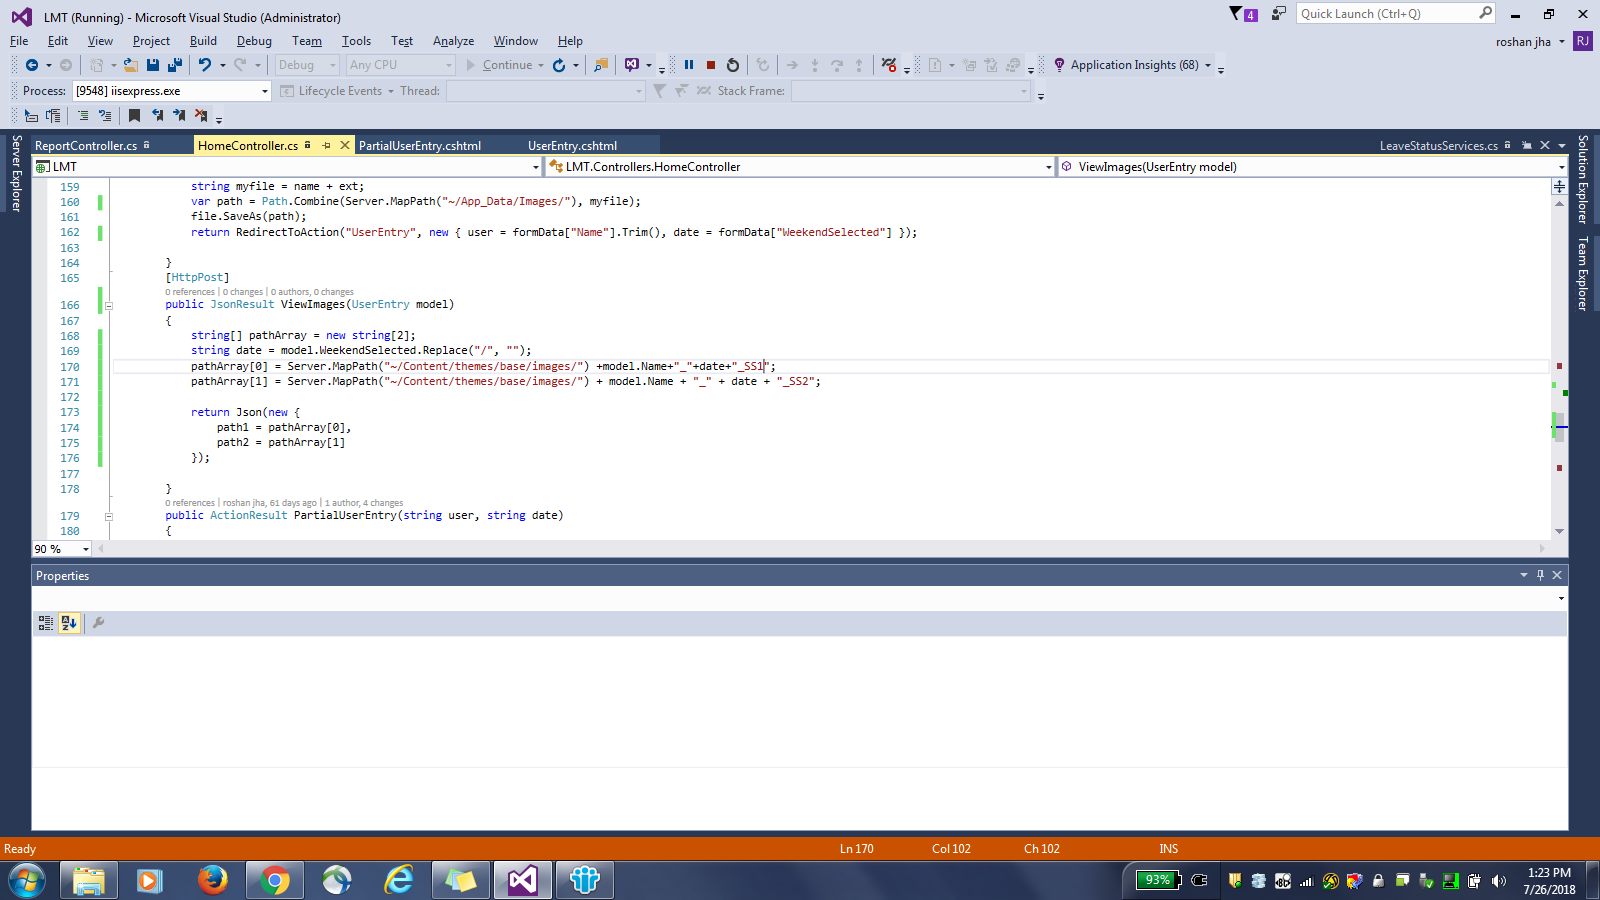 LMT (Running) - Microsoft Visual Studio (Administrator)
4
Quick Launch (Ctrl+Q)
File Edit View Project Build Debug Team Tools Test Analyze Window Help
roshan jha
RJ
Debug
Any CPU
Continue
Application Insights (68)
Process: [9548] iisexpress.exe
Lifecycle Events
Thread:
Stack Frame:
Server Explorer
ReportController.cs
HomeController.cs
PartialUserEntry.cshtml
UserEntry.cshtml
LeaveStatusServices.cs
Solution Explorer
Team Explorer
LMT
LMT.Controllers.HomeController
ViewImages(UserEntry model)
159 string myfile = name + ext;
160 var path = Path.Combine(Server.MapPath("~/App_Data/Images/"), myfile);
161 file.SaveAs(path);
162 return RedirectToAction("UserEntry", new { user = formData["Name"].Trim(), date = formData["WeekendSelected"] });
163
164 }
165 [HttpPost]
0 references | 0 changes | 0 authors, 0 changes
166 public JsonResult ViewImages(UserEntry model)
167 {
168 string[] pathArray = new string[2];
169 string date = model.WeekendSelected.Replace("/", "");
170 pathArray[0] = Server.MapPath("~/Content/themes/base/images/") +model.Name+"_"+date+"_SS1";
171 pathArray[1] = Server.MapPath("~/Content/themes/base/images/") + model.Name + "_" + date + "_SS2";
172
173 return Json(new {
174 path1 = pathArray[0],
175 path2 = pathArray[1]
176 });
177
178 }
0 references | roshan jha, 61 days ago | 1 author, 4 changes
179 public ActionResult PartialUserEntry(string user, string date)
180 {
90 %
Properties
Ready
Ln 170
Col 102
Ch 102
INS
93%
1:23 PM
7/26/2018